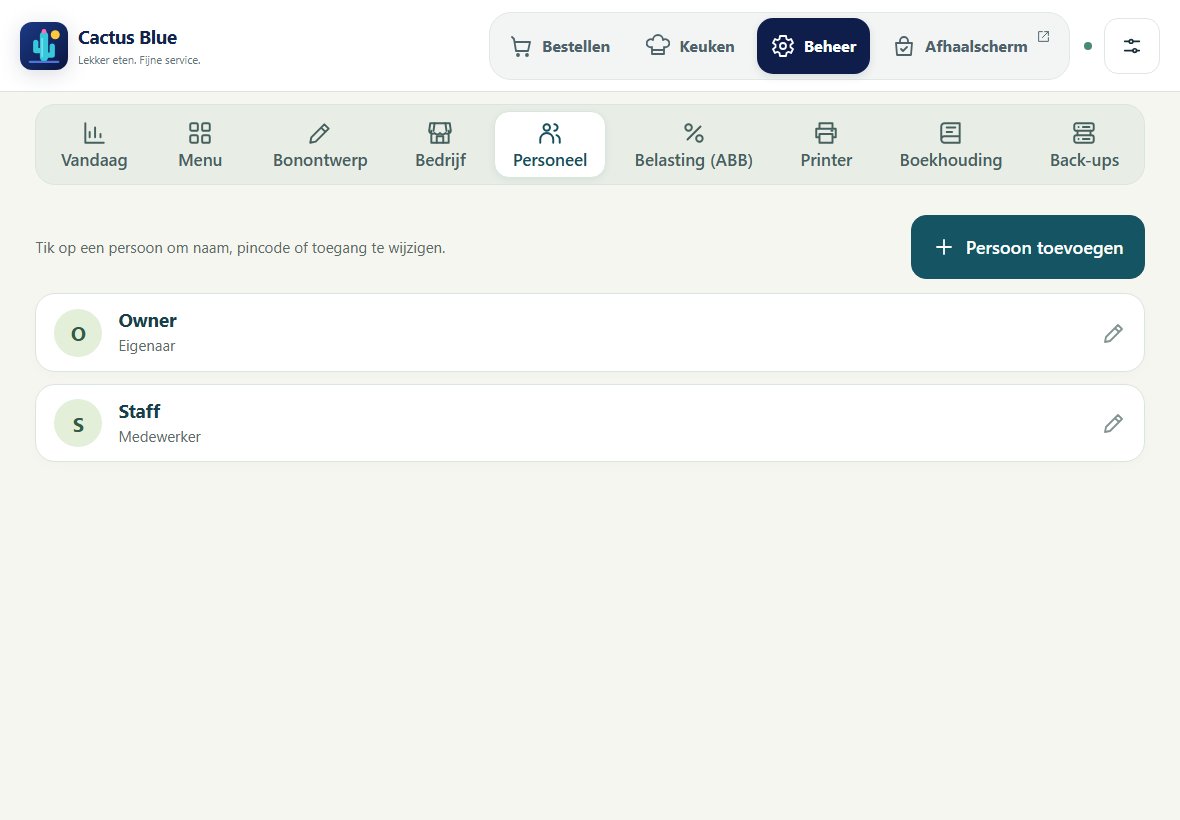 Cactus Blue
Lekker eten. Fijne service.
Bestellen
Keuken
Beheer
Afhaalscherm
Vandaag
Menu
Bonontwerp
Bedrijf
Personeel
Belasting (ABB)
Printer
Boekhouding
Back-ups
Tik op een persoon om naam, pincode of toegang te wijzigen.
Persoon toevoegen
O
Owner
Eigenaar
S
Staff
Medewerker